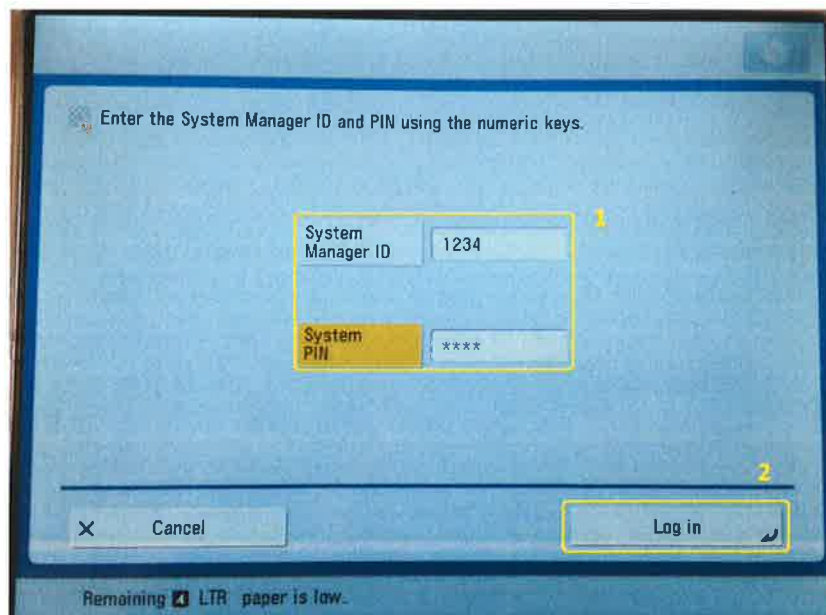 Enter the System Manager ID and PIN using the numeric keys.
1
System
Manager ID
1234
System
PIN
****
2
Cancel
Log in
Remaining 4 LTR paper is low.